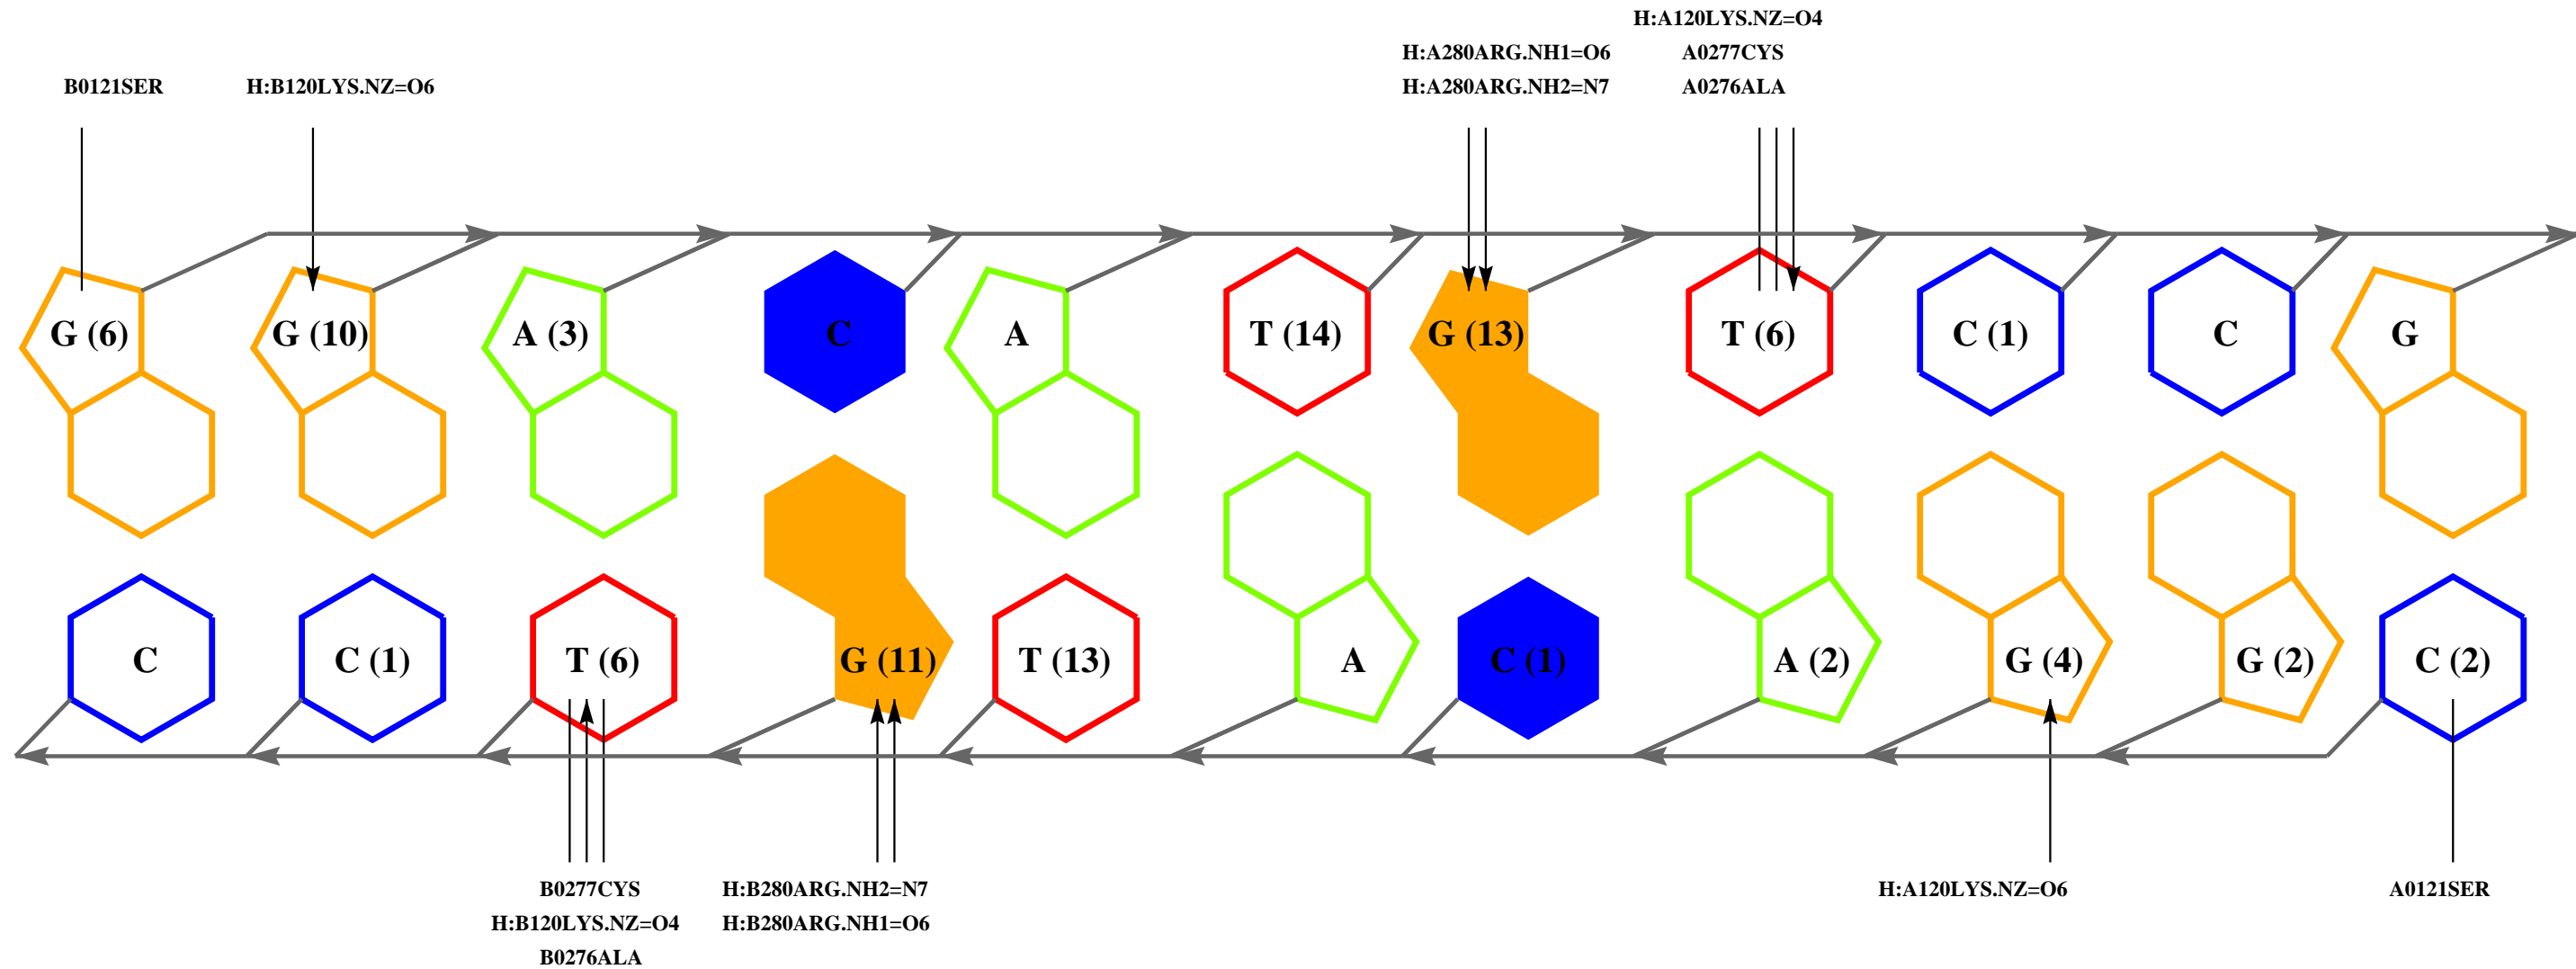 H:A120LYS.NZ=O4
H:A280ARG.NH1=O6 A0277CYS
B0121SER H:B120LYS.NZ=O6 H:A280ARG.NH2=N7 A0276ALA
G (6) G (10) A (3) C A T (14) G (13) T (6) C (1) C G
C C (1) T (6) G (11) T (13) A C (1) A (2) G (4) G (2) C (2)
B0277CYS H:B280ARG.NH2=N7 H:A120LYS.NZ=O6 A0121SER
H:B120LYS.NZ=O4 H:B280ARG.NH1=O6
B0276ALA